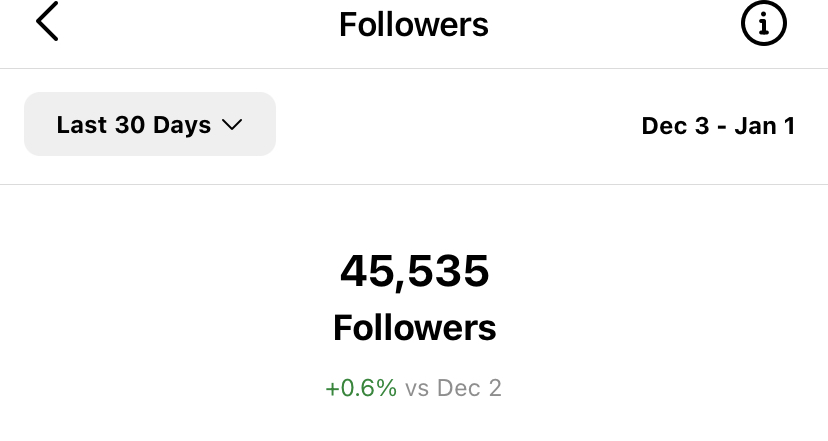 Followers
Last 30 Days
Dec 3 - Jan 1
45,535
Followers
+0.6% vs Dec 2